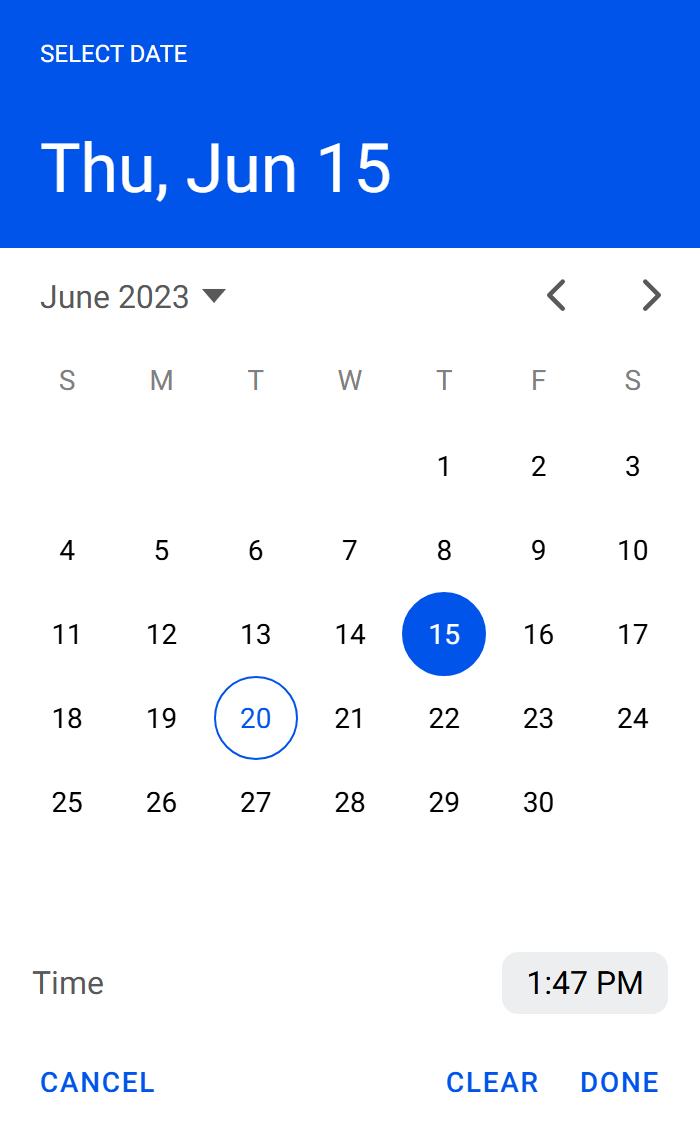 SELECT DATE
Thu, Jun 15
June 2023
S M T W T F S
1 2 3
4 5 6 7 8 9 10
11 12 13 14 15 16 17
18 19 20 21 22 23 24
25 26 27 28 29 30
Time 1:47 PM
CANCEL CLEAR DONE